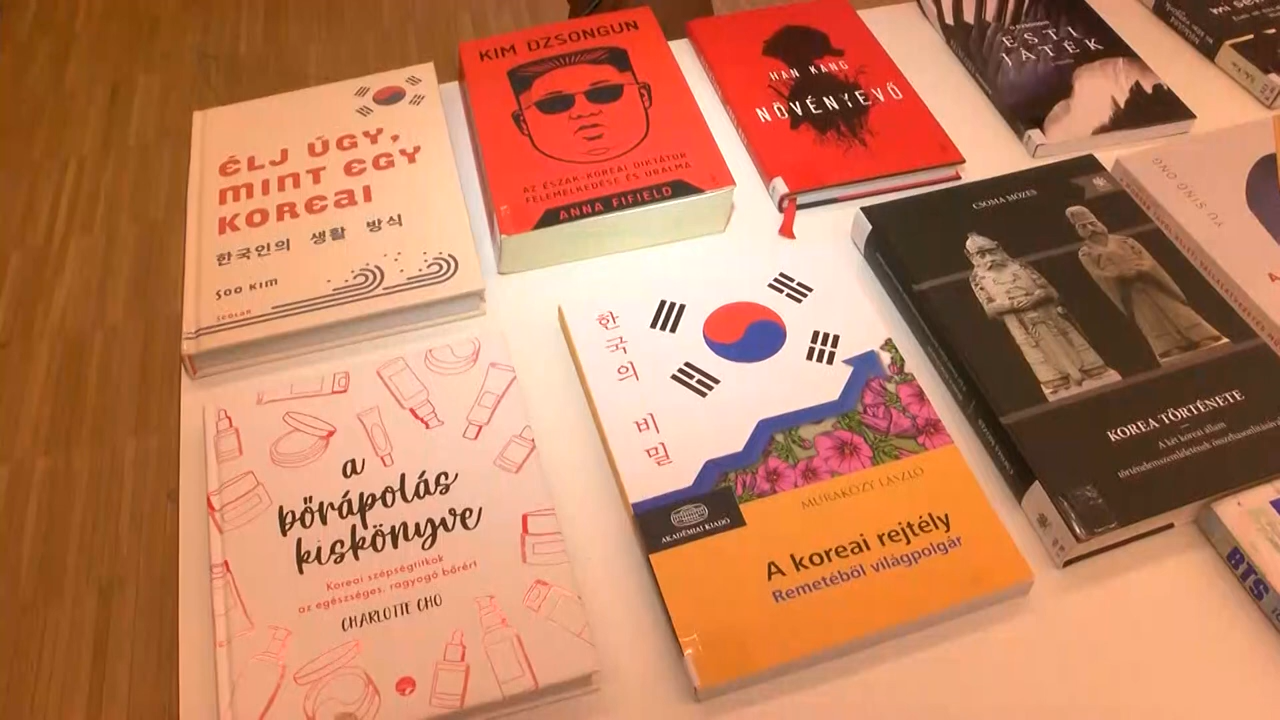 ÉLJ ÚGY,
MINT EGY
KOREAI
한국인의 생활 방식
SOO KIM
SCOLAR
KIM DZSONGUN
AZ ÉSZAK-KOREAI DIKTÁTOR
FELEMELKEDÉSE ÉS URALMA
ANNA FIFIELD
HAN KANG
NÖVÉNYEVŐ
ESTI
JÁTÉK
a
bőrápolás
kiskönyve
Koreai szépségtitkok
az egészséges, ragyogó bőrért
CHARLOTTE CHO
한국의 비밀
AKADÉMIAI KIADÓ
MURAKÖZY LÁSZLÓ
A koreai rejtély
Remetéből világpolgár
CSOMA MÓZES
KOREA TÖRTÉNETE
A két koreai állam
YU SING ONG
BTS